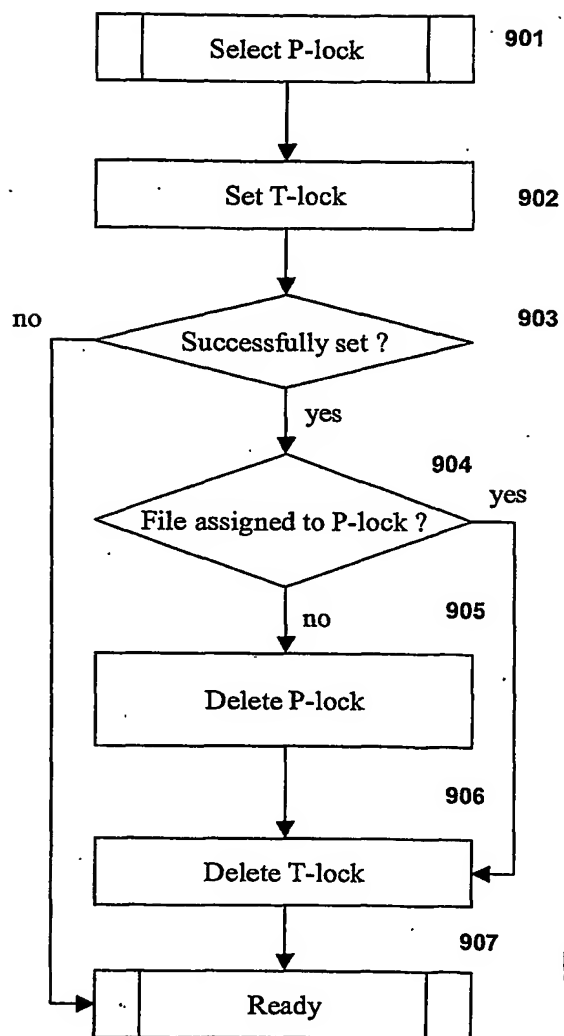 Select P-lock 901
Set T-lock 902
no
Successfully set ? 903
yes
904
File assigned to P-lock ? yes
no
905
Delete P-lock
906
Delete T-lock
907
Ready